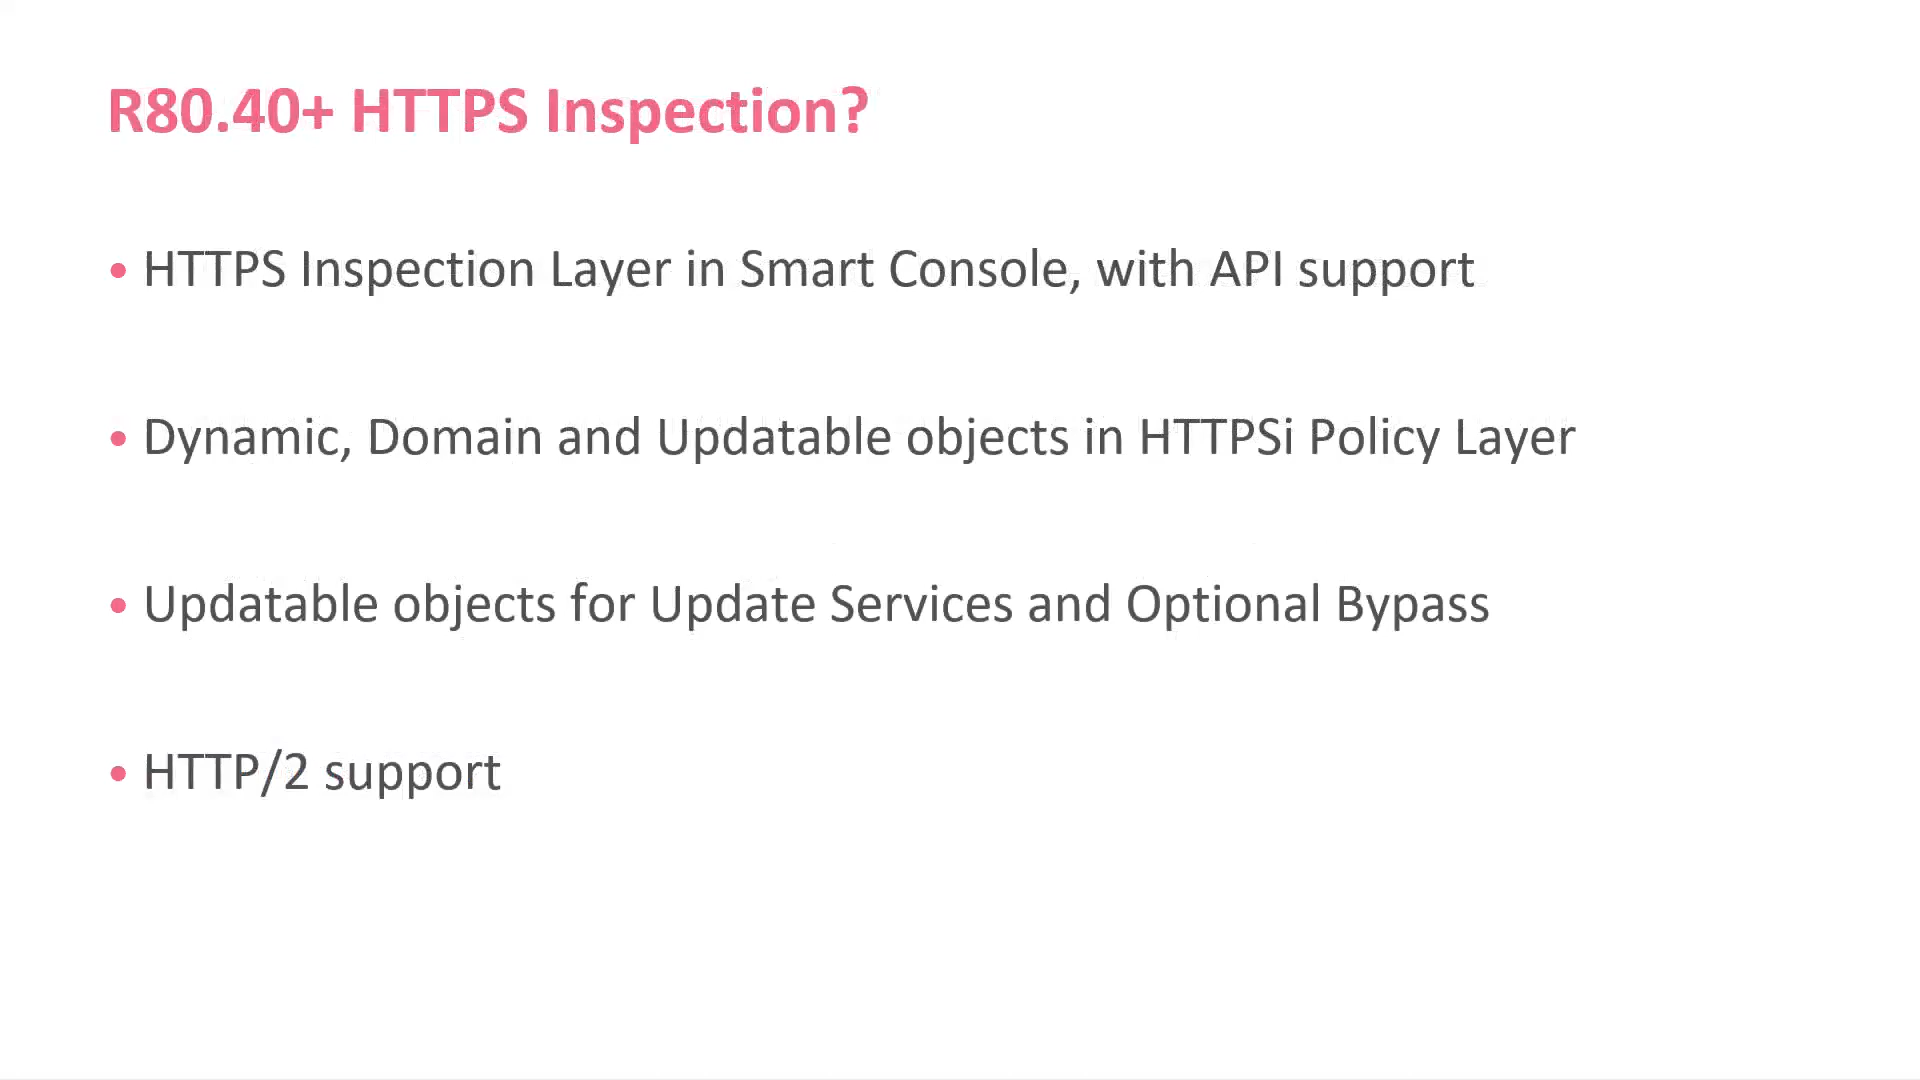 R80.40+ HTTPS Inspection?
• HTTPS Inspection Layer in Smart Console, with API support
• Dynamic, Domain and Updatable objects in HTTPSi Policy Layer
• Updatable objects for Update Services and Optional Bypass
• HTTP/2 support